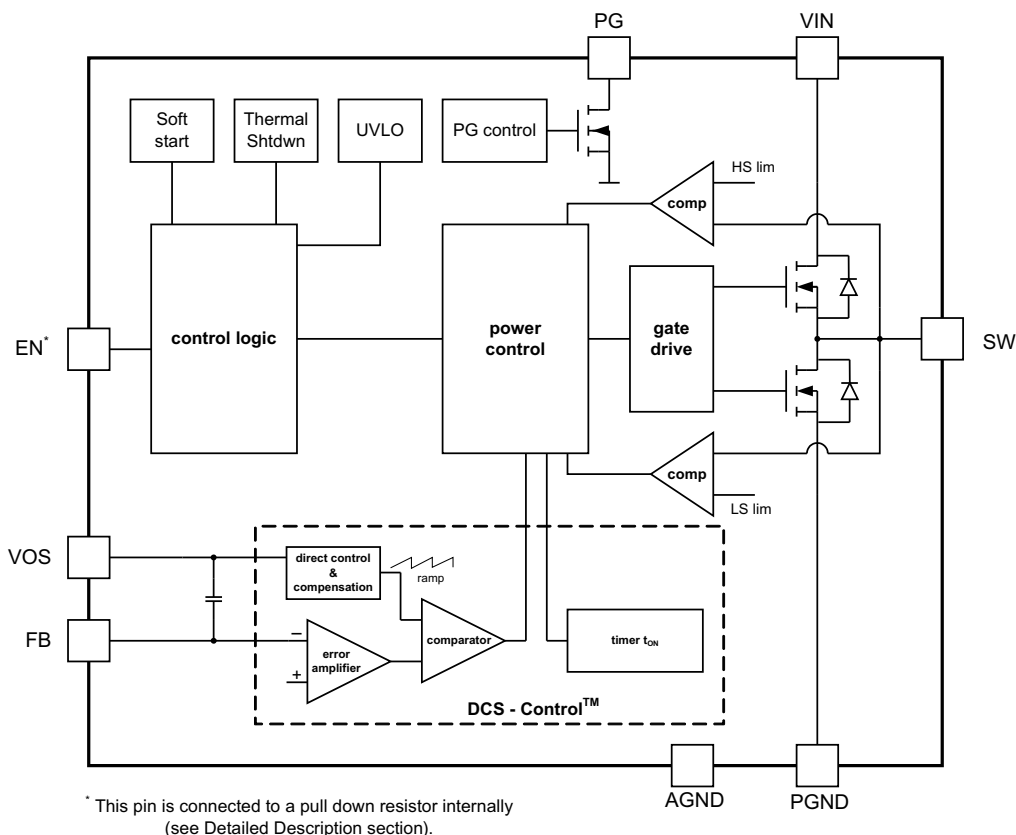 PG
VIN
Soft
start
Thermal
Shtdwn
UVLO
PG control
HS lim
comp
control logic
power
control
gate
drive
EN*
SW
comp
LS lim
VOS
direct control
&
compensation
ramp
FB
−
error
amplifier
+
comparator
timer tON
DCS - Control™
AGND
PGND
* This pin is connected to a pull down resistor internally
(see Detailed Description section).